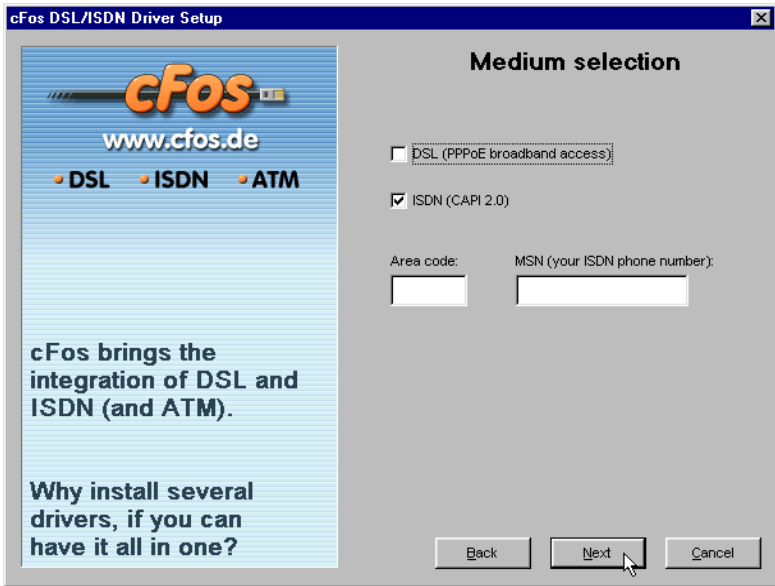 cFos DSL/ISDN Driver Setup
cFos
www.cfos.de
DSL ISDN ATM
cFos brings the
integration of DSL and
ISDN (and ATM).
Why install several
drivers, if you can
have it all in one?
Medium selection
DSL (PPPoE broadband access)
ISDN (CAPI 2.0)
Area code: MSN (your ISDN phone number):
Back Next Cancel